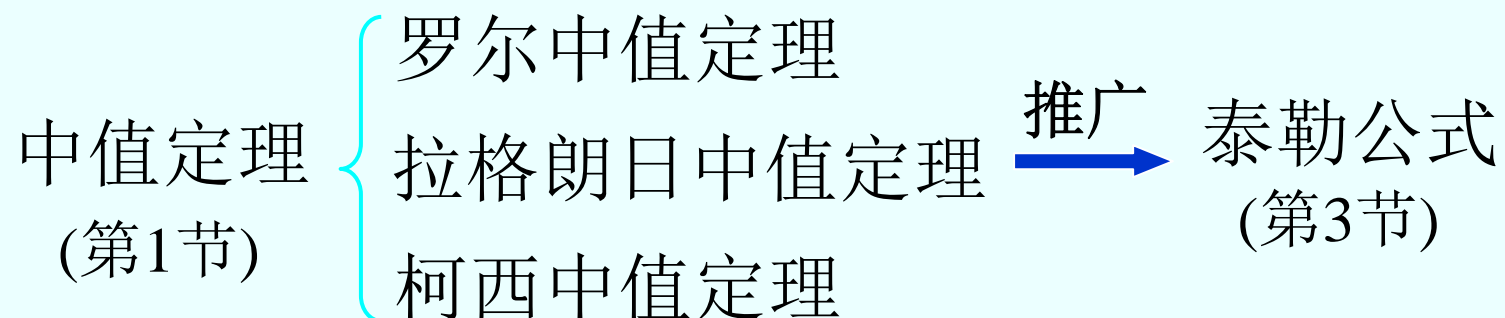 中值定理
(第1节)
罗尔中值定理
拉格朗日中值定理
柯西中值定理
推广
泰勒公式
(第3节)